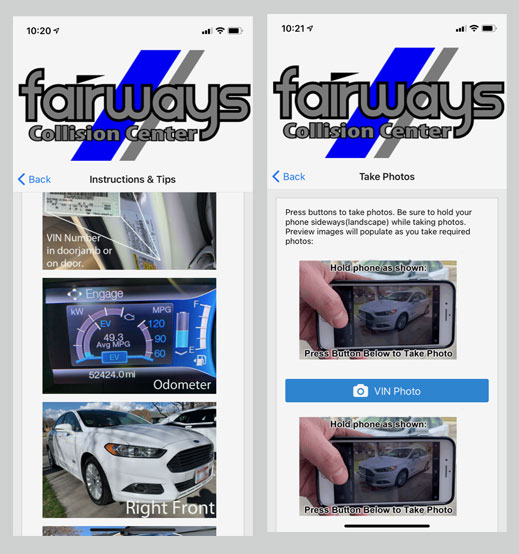 10:20
fairways
Collision Center
Back
Instructions & Tips
VIN Number
in doorjamb or
on door.
Engage
kW
MPG
EV
120
49.3
Avg MPG
90
EV
60
F
E
52424.0 mi
Odometer
Right Front
10:21
fairways
Collision Center
Back
Take Photos
Press buttons to take photos. Be sure to hold your
phone sideways(landscape) while taking photos.
Preview images will populate as you take required
photos:
Hold phone as shown:
Press Button Below to Take Photo
VIN Photo
Hold phone as shown:
Press Button Below to Take Photo